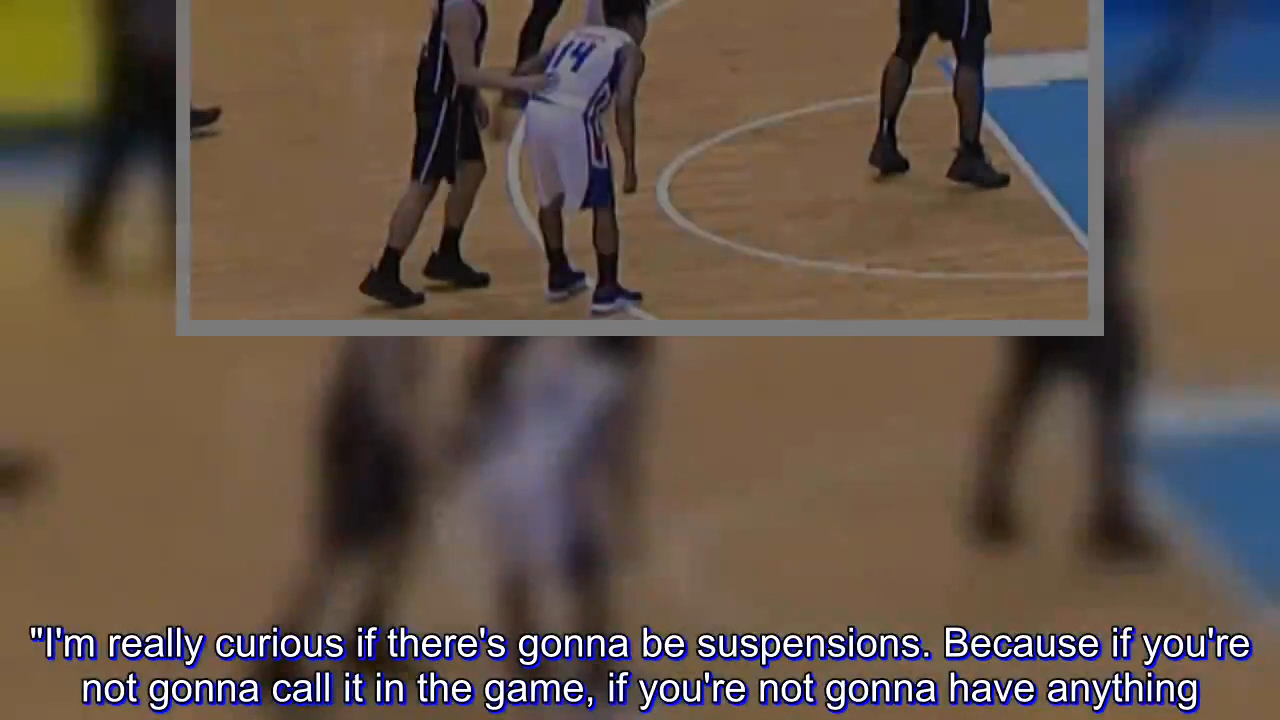 14
"I'm really curious if there's gonna be suspensions. Because if you're
not gonna call it in the game, if you're not gonna have anything